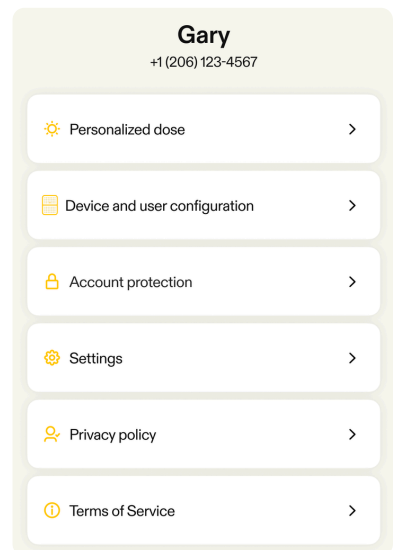 Gary
+1 (206) 123-4567
Personalized dose
Device and user configuration
Account protection
Settings
Privacy policy
Terms of Service